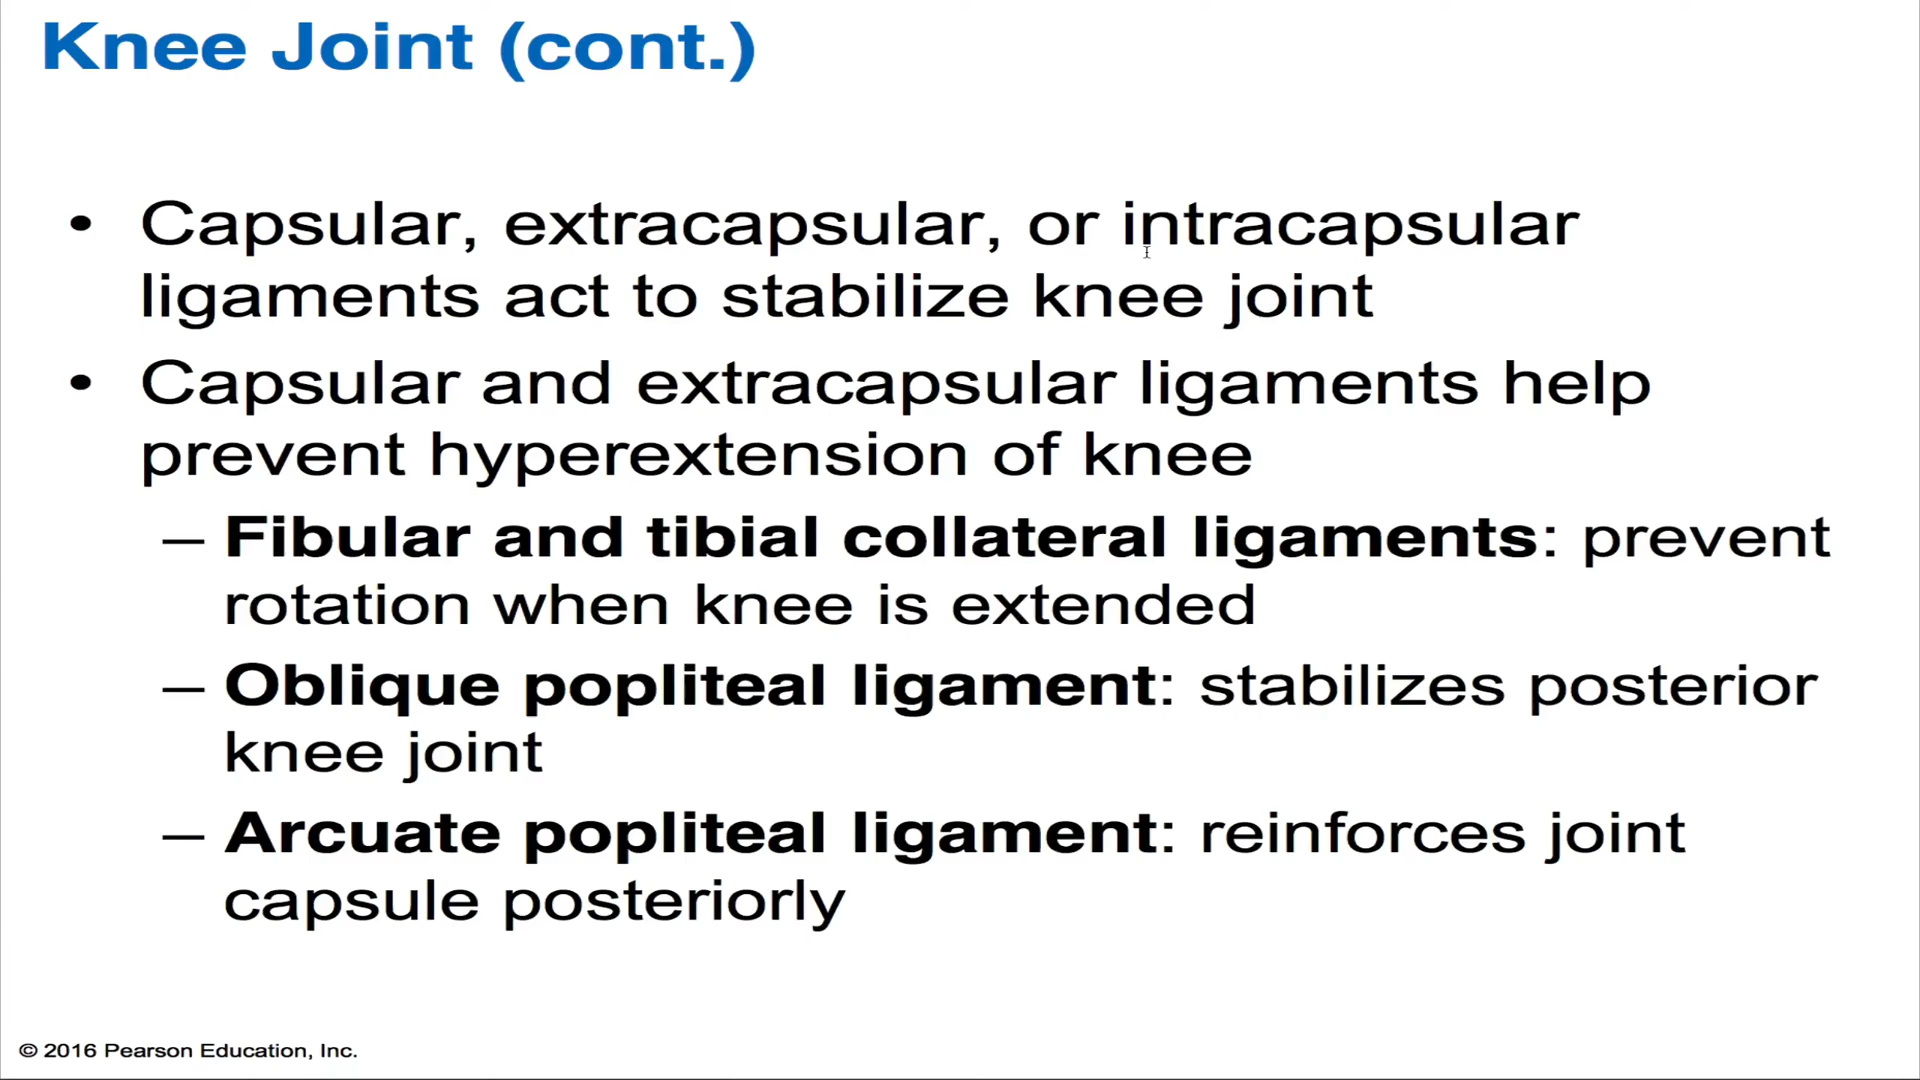 Knee Joint (cont.)
• Capsular, extracapsular, or intracapsular
ligaments act to stabilize knee joint
• Capsular and extracapsular ligaments help
prevent hyperextension of knee
– Fibular and tibial collateral ligaments: prevent
rotation when knee is extended
– Oblique popliteal ligament: stabilizes posterior
knee joint
– Arcuate popliteal ligament: reinforces joint
capsule posteriorly
© 2016 Pearson Education, Inc.